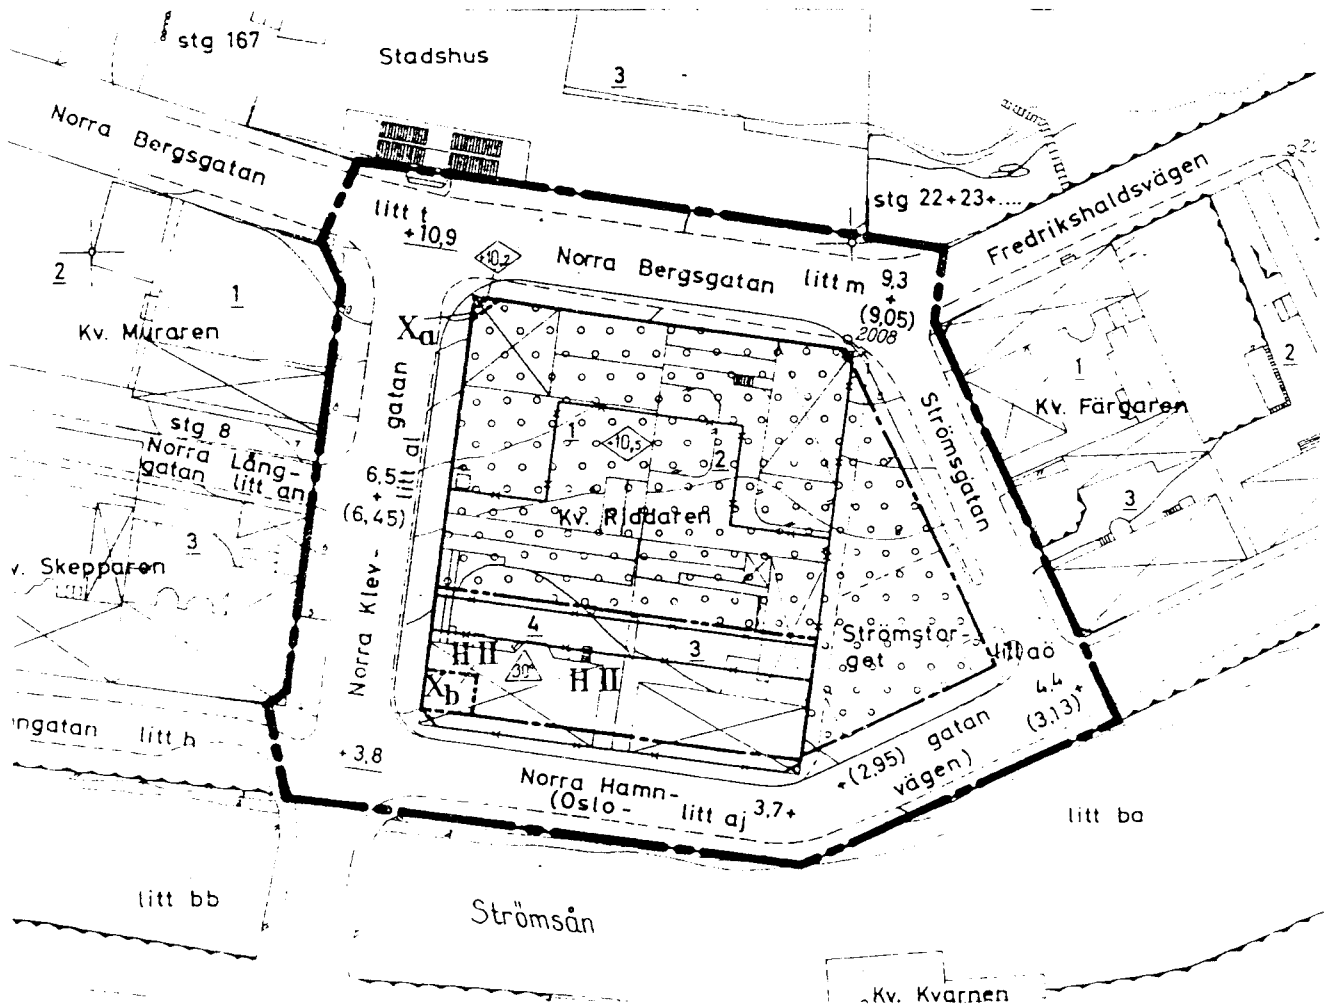 stg 167
Stadshus
3
Norra Bergsgatan
litt t
+10,9
+10,2
Norra Bergsgatan
litt m
9,3
+
(9,05)
2008
stg 22+23+....
Fredrikshaldsvägen
2
1
Kv. Muraren
Xa
1
2
Kv. Färgaren
stg 8
Norra Lång-
gatan litt an
6,5
+
(6,45)
litt al gatan
Norra Klev-
1
+10,5
2
Kv. Riddaren
Strömsgatan
3
3
Kv. Skepparen
4
3
H II
30°
H II
Xb
Strömstor-
get
litt aö
4,4
+
(3,13)
ngatan litt h
+3,8
Norra Hamn-
(Oslo-
litt aj
3,7+
+(2,95) gatan
vägen)
litt ba
litt bb
Strömsån
Kv. Kvarnen